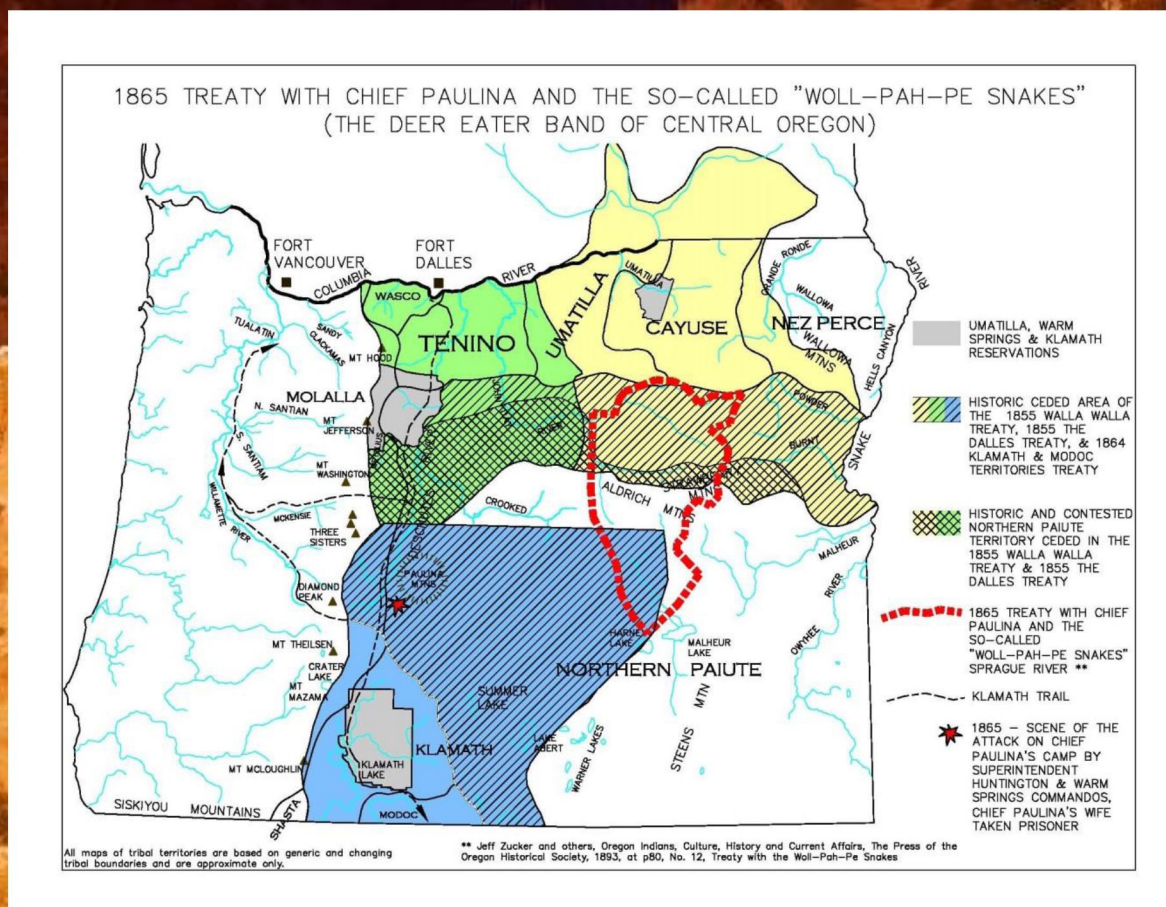 1865 TREATY WITH CHIEF PAULINA AND THE SO-CALLED "WOLL-PAH-PE SNAKES"
(THE DEER EATER BAND OF CENTRAL OREGON)
FORT
VANCOUVER
FORT
DALLES
COLUMBIA
RIVER
WASCO
TENINO
UMATILLA
UMATILLA
CAYUSE
GRANDE RONDE
WALLOWA
NEZ PERCE
WALLOWA
MTNS
RIVER
HELLS CANYON
SNAKE
TUALATIN
SANDY
CLACKAMAS
MT HOOD
MOLALLA
N. SANTIAN
MT
JEFFERSON
S. SANTIAM
MT
WASHINGTON
WILLAMETTE RIVER
MCKENSIE
THREE
SISTERS
JOHN DAY
RIVER
POWDER
BURNT
CROOKED
ALDRICH
MTNS
MTNS
DESCHUTES
PAULINA
MTNS
MALHEUR
RIVER
OWYHEE
DIAMOND
PEAK
MT THEILSEN
CRATER
LAKE
MT
MAZAMA
HARNEY
LAKE
MALHEUR
LAKE
NORTHERN PAIUTE
SUMMER
LAKE
LAKE
ABERT
WARNER LAKES
STEENS MTN
KLAMATH
KLAMATH
LAKE
MT MCLOUGHLIN
SISKIYOU MOUNTAINS
SHASTA
MODOC
UMATILLA, WARM
SPRINGS & KLAMATH
RESERVATIONS
HISTORIC CEDED AREA OF
THE 1855 WALLA WALLA
TREATY, 1855 THE
DALLES TREATY, & 1864
KLAMATH & MODOC
TERRITORIES TREATY
HISTORIC AND CONTESTED
NORTHERN PAIUTE
TERRITORY CEDED IN THE
1855 WALLA WALLA
TREATY & 1855 THE
DALLES TREATY
1865 TREATY WITH CHIEF
PAULINA AND THE
SO-CALLED
"WOLL-PAH-PE SNAKES"
SPRAGUE RIVER **
KLAMATH TRAIL
1865 - SCENE OF THE
ATTACK ON CHIEF
PAULINA'S CAMP BY
SUPERINTENDENT
HUNTINGTON & WARM
SPRINGS COMMANDOS,
CHIEF PAULINA'S WIFE
TAKEN PRISONER
All maps of tribal territories are based on generic and changing
tribal boundaries and are approximate only.
** Jeff Zucker and others, Oregon Indians, Culture, History and Current Affairs, The Press of the
Oregon Historical Society, 1893, at p80, No. 12, Treaty with the Woll-Pah-Pe Snakes